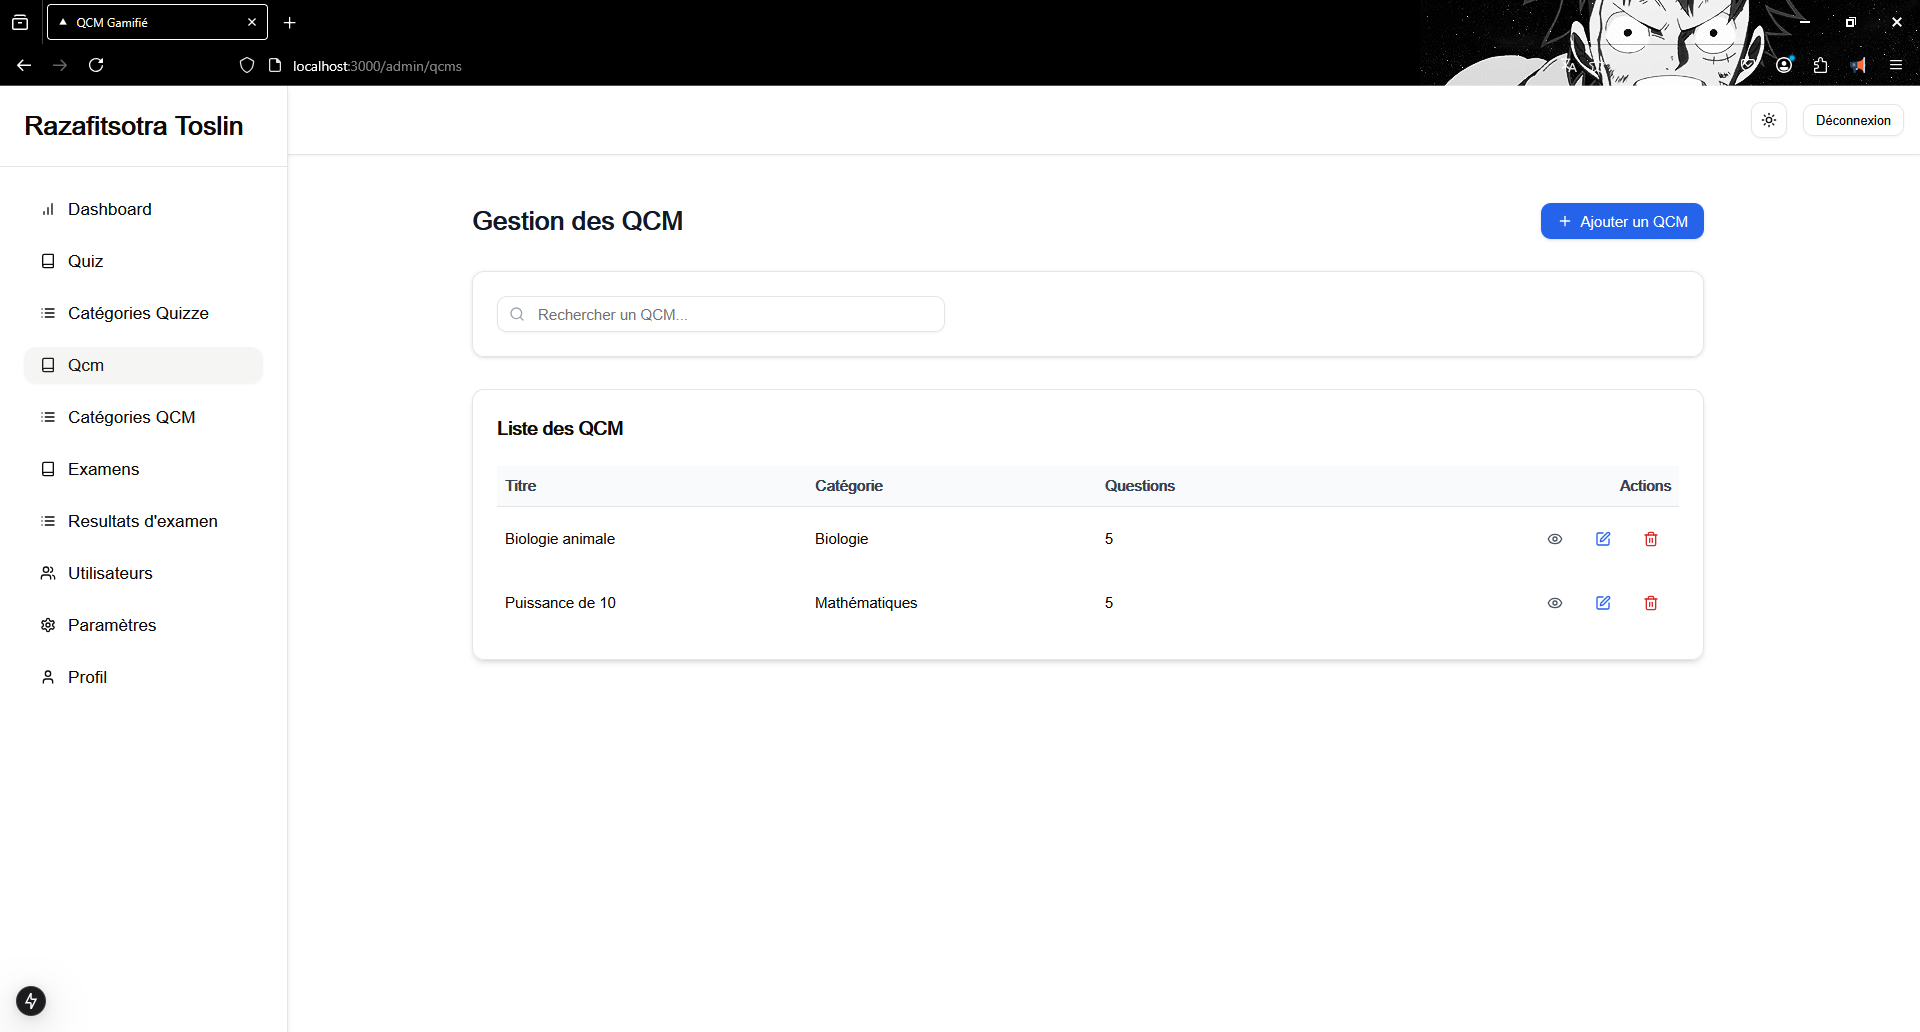 QCM Gamifié
localhost:3000/admin/qcms
Razafitsotra Toslin
Déconnexion
Dashboard
Quiz
Catégories Quizze
Qcm
Catégories QCM
Examens
Resultats d'examen
Utilisateurs
Paramètres
Profil
Gestion des QCM
Ajouter un QCM
Rechercher un QCM...
Liste des QCM
Titre Catégorie Questions Actions
Biologie animale Biologie 5
Puissance de 10 Mathématiques 5